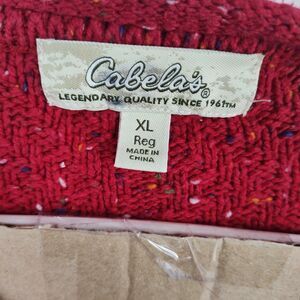 Cabela's®
LEGENDARY QUALITY SINCE 1961™
XL
Reg
MADE IN
CHINA